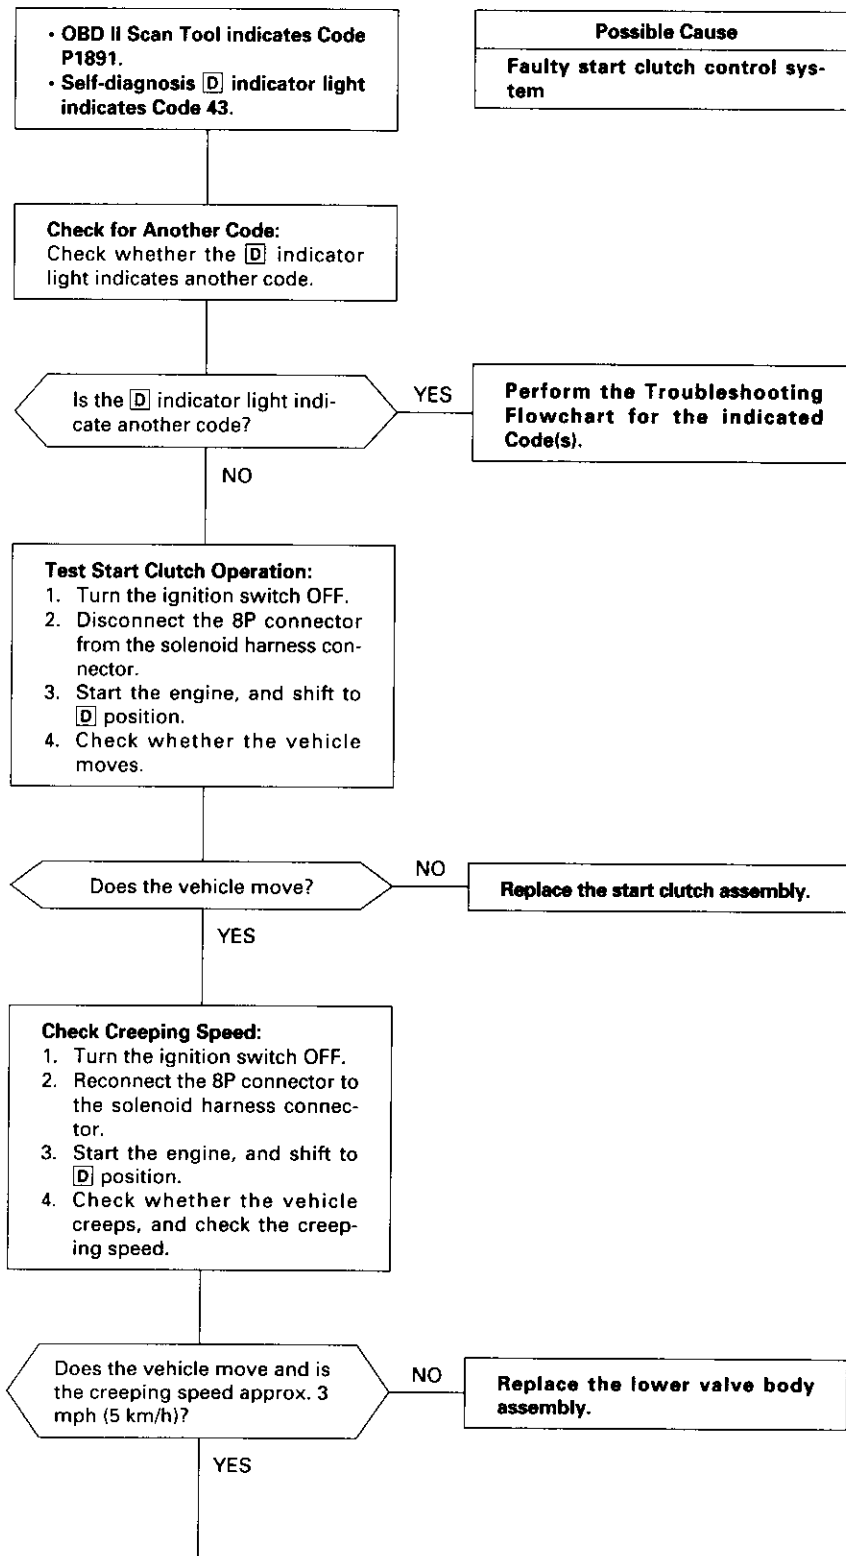 • OBD II Scan Tool indicates Code
P1891.
• Self-diagnosis D indicator light
indicates Code 43.
Possible Cause
Faulty start clutch control sys-
tem
Check for Another Code:
Check whether the D indicator
light indicates another code.
Is the D indicator light indi-
cate another code?
YES
Perform the Troubleshooting
Flowchart for the indicated
Code(s).
NO
Test Start Clutch Operation:
1. Turn the ignition switch OFF.
2. Disconnect the 8P connector
from the solenoid harness con-
nector.
3. Start the engine, and shift to
D position.
4. Check whether the vehicle
moves.
Does the vehicle move?
NO
Replace the start clutch assembly.
YES
Check Creeping Speed:
1. Turn the ignition switch OFF.
2. Reconnect the 8P connector to
the solenoid harness connec-
tor.
3. Start the engine, and shift to
D position.
4. Check whether the vehicle
creeps, and check the creep-
ing speed.
Does the vehicle move and is
the creeping speed approx. 3
mph (5 km/h)?
NO
Replace the lower valve body
assembly.
YES